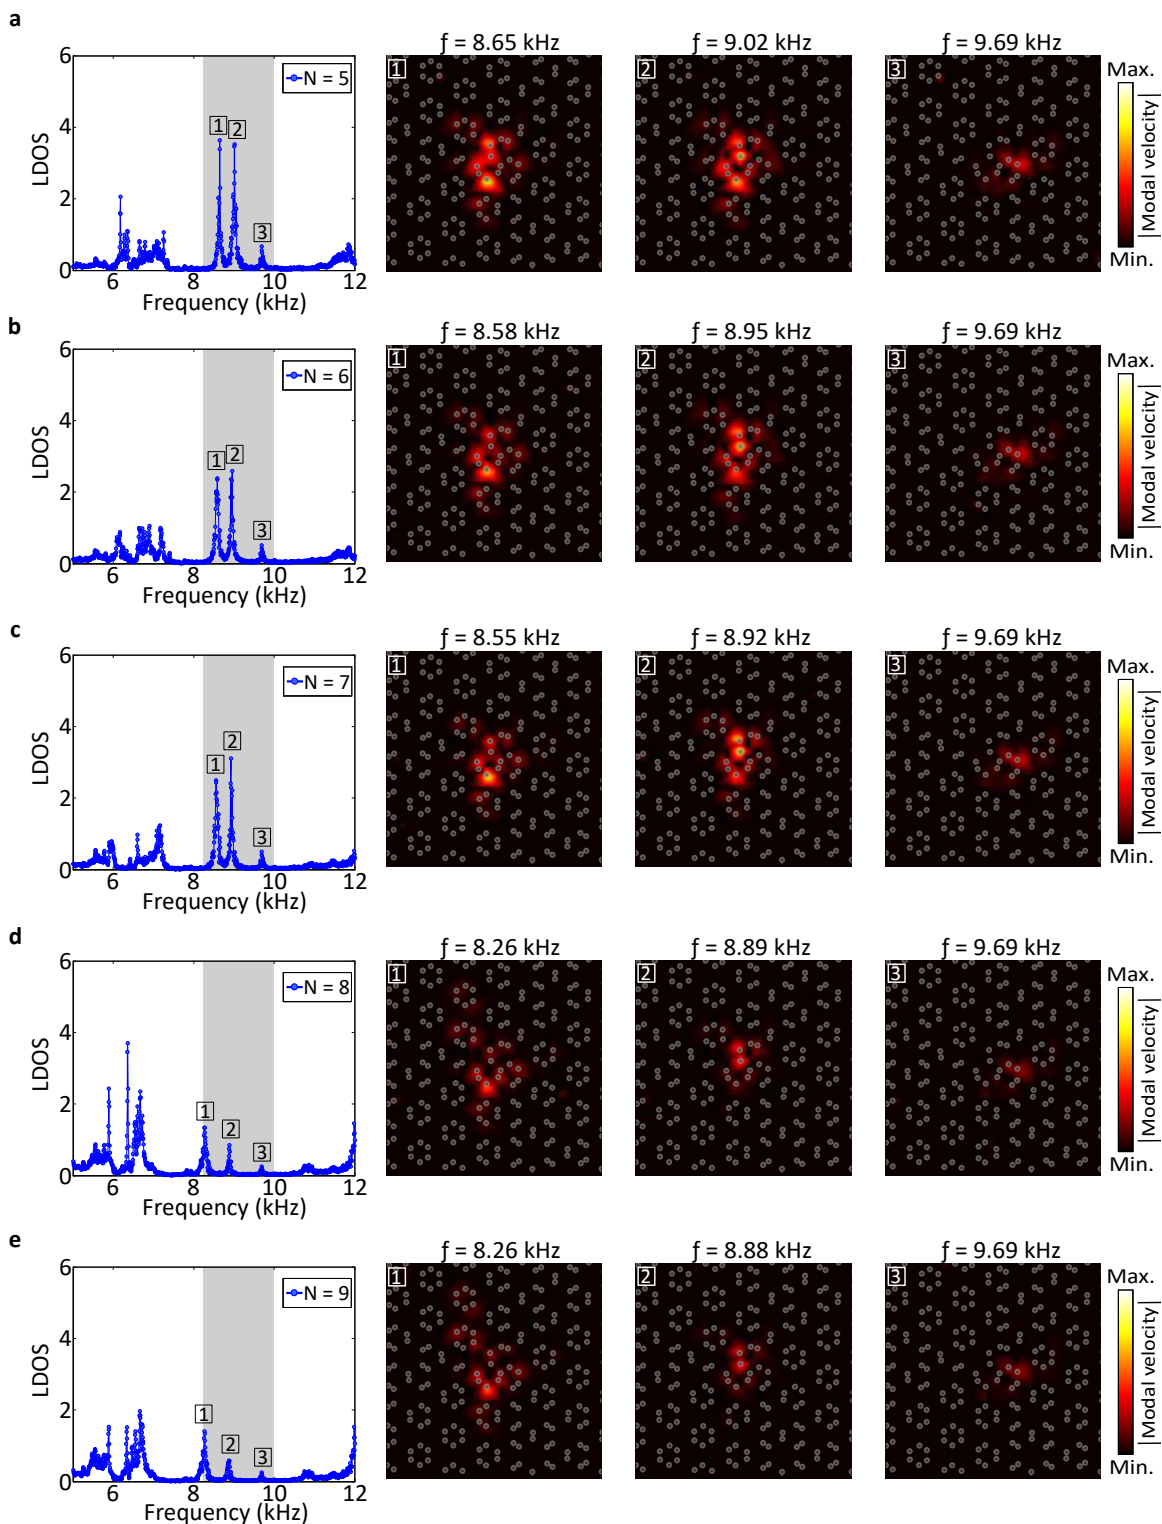 a
ƒ = 8.65 kHz ƒ = 9.02 kHz ƒ = 9.69 kHz
6
4
2
0
LDOS
N = 5
1
2
3
6 8 10 12
Frequency (kHz)
1
2
3
Max.
|Modal velocity|
Min.
b
ƒ = 8.58 kHz ƒ = 8.95 kHz ƒ = 9.69 kHz
6
4
2
0
LDOS
N = 6
1
2
3
6 8 10 12
Frequency (kHz)
1
2
3
Max.
|Modal velocity|
Min.
c
ƒ = 8.55 kHz ƒ = 8.92 kHz ƒ = 9.69 kHz
6
4
2
0
LDOS
N = 7
1
2
3
6 8 10 12
Frequency (kHz)
1
2
3
Max.
|Modal velocity|
Min.
d
ƒ = 8.26 kHz ƒ = 8.89 kHz ƒ = 9.69 kHz
6
4
2
0
LDOS
N = 8
1
2
3
6 8 10 12
Frequency (kHz)
1
2
3
Max.
|Modal velocity|
Min.
e
ƒ = 8.26 kHz ƒ = 8.88 kHz ƒ = 9.69 kHz
6
4
2
0
LDOS
N = 9
1
2
3
6 8 10 12
Frequency (kHz)
1
2
3
Max.
|Modal velocity|
Min.